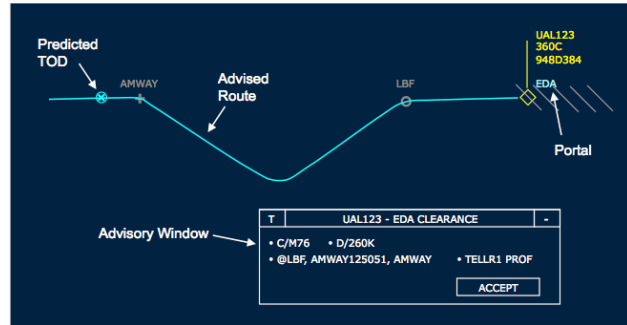 Predicted
TOD
AMWAY
Advised
Route
LBF
UAL123
360C
948D384
EDA
Portal
Advisory Window
T UAL123 - EDA CLEARANCE -
• C/M76 • D/260K
• @LBF, AMWAY125051, AMWAY • TELLR1 PROF
ACCEPT